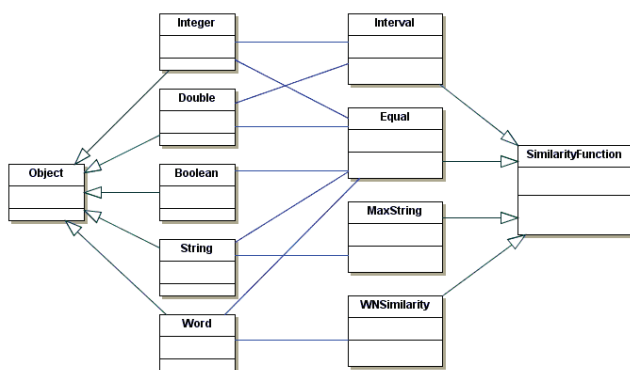 Integer
Interval
Double
Equal
Object
Boolean
SimilarityFunction
MaxString
String
WNSimilarity
Word